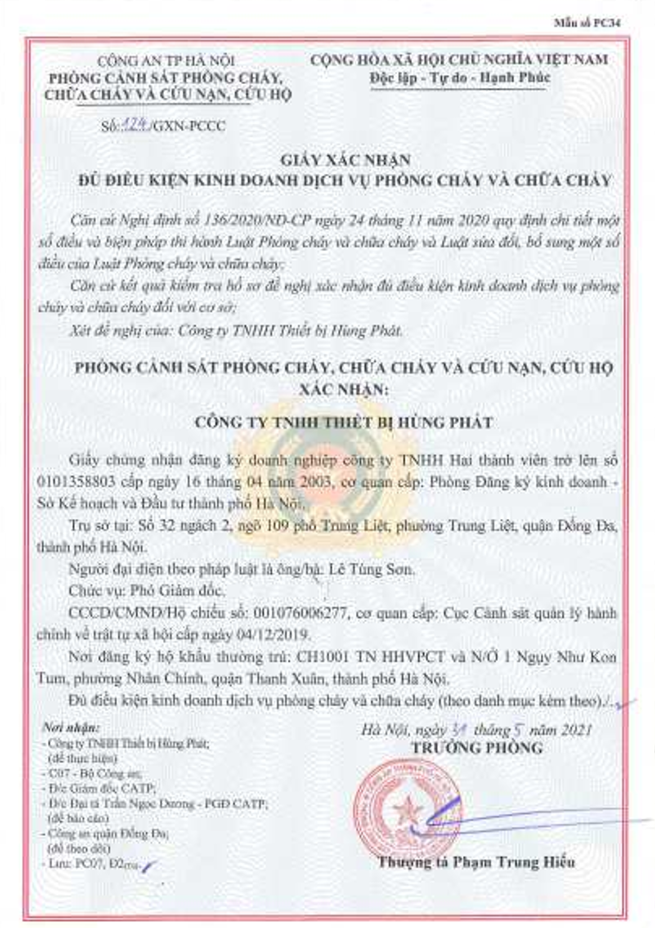 Mẫu số PC34
CÔNG AN TP HÀ NỘI
PHÒNG CẢNH SÁT PHÒNG CHÁY,
CHỮA CHÁY VÀ CỨU NẠN, CỨU HỘ
Số: 124/GXN-PCCC
CỘNG HÒA XÃ HỘI CHỦ NGHĨA VIỆT NAM
Độc lập - Tự do - Hạnh Phúc
GIẤY XÁC NHẬN
ĐỦ ĐIỀU KIỆN KINH DOANH DỊCH VỤ PHÒNG CHÁY VÀ CHỮA CHÁY
Căn cứ Nghị định số 136/2020/NĐ-CP ngày 24 tháng 11 năm 2020 quy định chi tiết một
số điều và biện pháp thi hành Luật Phòng cháy và chữa cháy và Luật sửa đổi, bổ sung một số
điều của Luật Phòng cháy và chữa cháy;
Căn cứ kết quả kiểm tra hồ sơ đề nghị xác nhận đủ điều kiện kinh doanh dịch vụ phòng
cháy và chữa cháy đối với cơ sở;
Xét đề nghị của: Công ty TNHH Thiết bị Hùng Phát.
PHÒNG CẢNH SÁT PHÒNG CHÁY, CHỮA CHÁY VÀ CỨU NẠN, CỨU HỘ
XÁC NHẬN:
CÔNG TY TNHH THIẾT BỊ HÙNG PHÁT
Giấy chứng nhận đăng ký doanh nghiệp công ty TNHH Hai thành viên trở lên số
0101358803 cấp ngày 16 tháng 04 năm 2003, cơ quan cấp: Phòng Đăng ký kinh doanh -
Sở Kế hoạch và Đầu tư thành phố Hà Nội.
Trụ sở tại: Số 32 ngách 2, ngõ 109 phố Trung Liệt, phường Trung Liệt, quận Đống Đa,
thành phố Hà Nội.
Người đại diện theo pháp luật là ông/bà: Lê Tùng Sơn.
Chức vụ: Phó Giám đốc.
CCCD/CMND/Hộ chiếu số: 001076006277, cơ quan cấp: Cục Cảnh sát quản lý hành
chính về trật tự xã hội cấp ngày 04/12/2019.
Nơi đăng ký hộ khẩu thường trú: CH1001 TN HHVPCT và N/Ở 1 Ngụy Như Kon
Tum, phường Nhân Chính, quận Thanh Xuân, thành phố Hà Nội.
Đủ điều kiện kinh doanh dịch vụ phòng cháy và chữa cháy (theo danh mục kèm theo)./.
Nơi nhận:
- Công ty TNHH Thiết bị Hùng Phát;
(để thực hiện)
- C07 - Bộ Công an;
- Đ/c Giám đốc CATP;
- Đ/c Đại tá Trần Ngọc Dương - PGĐ CATP;
(để báo cáo)
- Công an quận Đống Đa;
(để theo dõi)
- Lưu: PC07, Đ2
Hà Nội, ngày 31 tháng 5 năm 2021
TRƯỞNG PHÒNG
Thượng tá Phạm Trung Hiếu